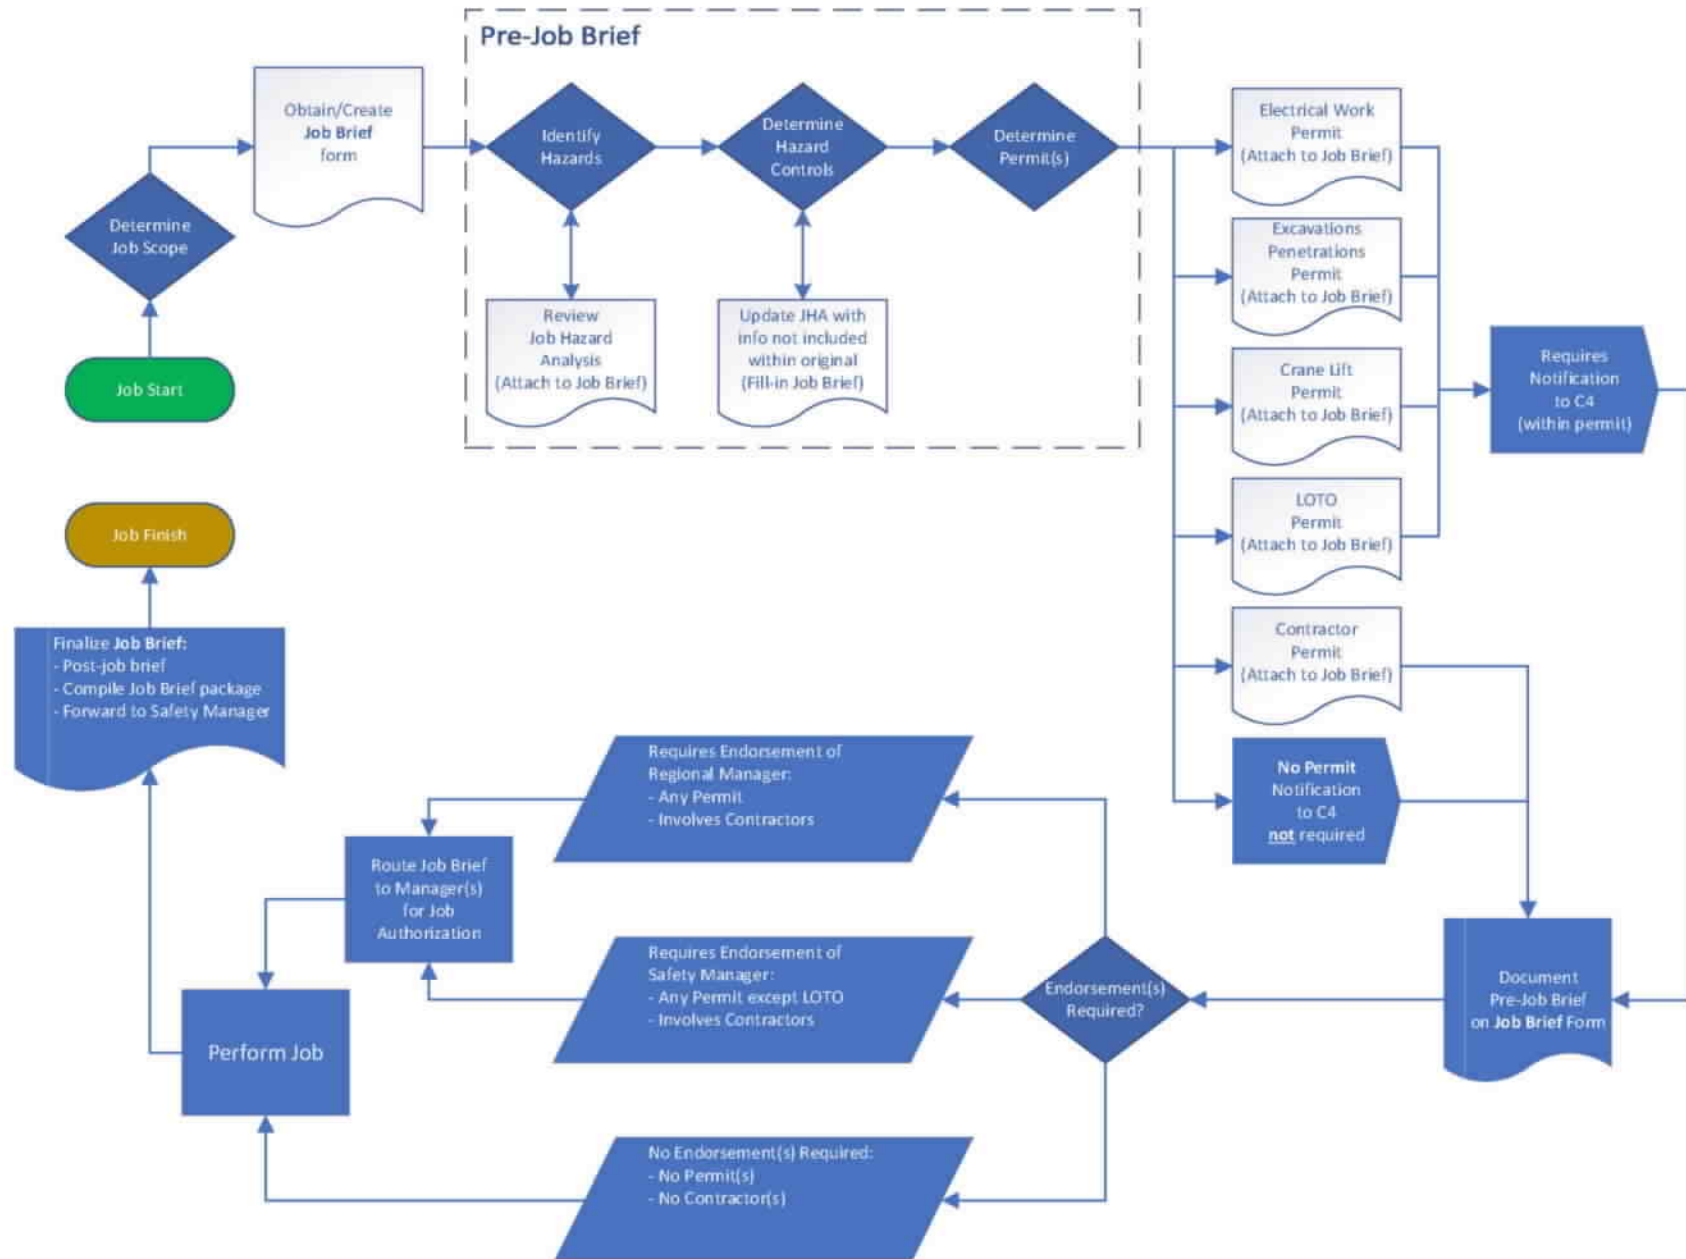 Pre-Job Brief
Obtain/Create
Job Brief
form
Identify
Hazards
Determine
Hazard
Controls
Determine
Permit(s)
Electrical Work
Permit
(Attach to Job Brief)
Determine
Job Scope
Excavations
Penetrations
Permit
(Attach to Job Brief)
Review
Job Hazard
Analysis
(Attach to Job Brief)
Update JHA with
info not included
within original
(Fill-in Job Brief)
Job Start
Crane Lift
Permit
(Attach to Job Brief)
Requires
Notification
to C4
(within permit)
LOTO
Permit
(Attach to Job Brief)
Job Finish
Contractor
Permit
(Attach to Job Brief)
Finalize Job Brief:
- Post-job brief
- Compile Job Brief package
- Forward to Safety Manager
No Permit
Notification
to C4
not required
Requires Endorsement of
Regional Manager:
- Any Permit
- Involves Contractors
Route Job Brief
to Manager(s)
for Job
Authorization
Requires Endorsement of
Safety Manager:
- Any Permit except LOTO
- Involves Contractors
Endorsement(s)
Required?
Document
Pre-Job Brief
on Job Brief Form
Perform Job
No Endorsement(s) Required:
- No Permit(s)
- No Contractor(s)